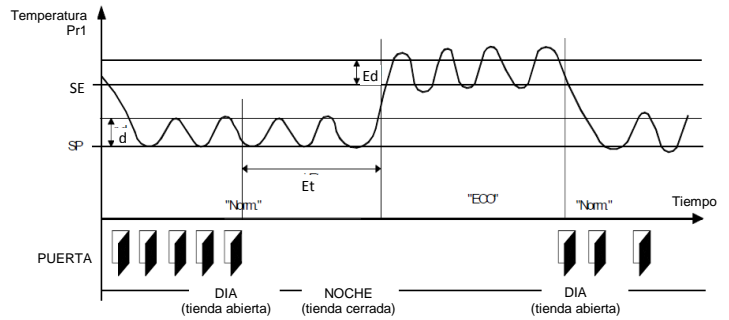 Temperatura
Pr1
Ed
SE
d
SP
Et
"Norm."
"ECO"
"Norm."
Tiempo
PUERTA
DIA
(tienda abierta)
NOCHE
(tienda cerrada)
DIA
(tienda abierta)